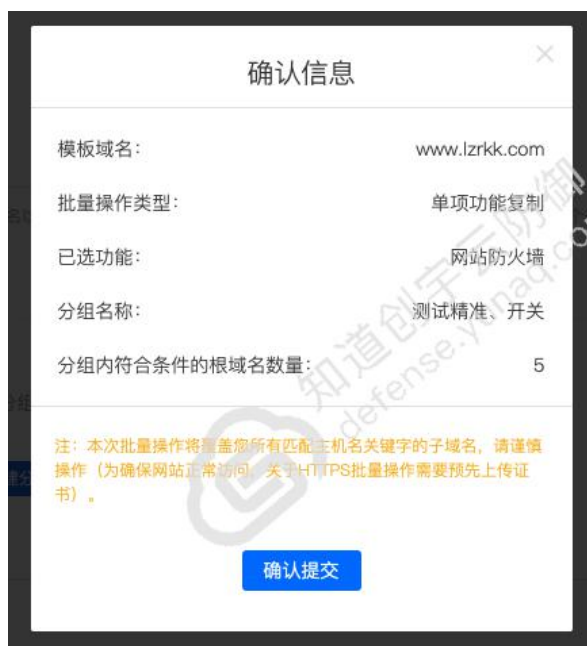 确认信息
模板域名：
www.lzrkk.com
批量操作类型：
单项功能复制
已选功能：
网站防火墙
分组名称：
测试精准、开关
分组内符合条件的根域名数量：
5
注：本次批量操作将覆盖您所有匹配主机名关键字的子域名，请谨慎
操作（为确保网站正常访问，关于HTTPS批量操作需要预先上传证
书）。
确认提交
知道创宇云防御
defense.yunaq.com